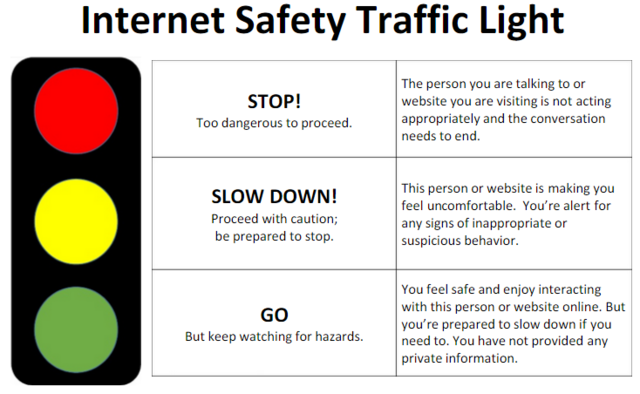 Internet Safety Traffic Light
STOP!
Too dangerous to proceed.
The person you are talking to or
website you are visiting is not acting
appropriately and the conversation
needs to end.
SLOW DOWN!
Proceed with caution;
be prepared to stop.
This person or website is making you
feel uncomfortable.  You’re alert for
any signs of inappropriate or
suspicious behavior.
GO
But keep watching for hazards.
You feel safe and enjoy interacting
with this person or website online. But
you’re prepared to slow down if you
need to. You have not provided any
private information.